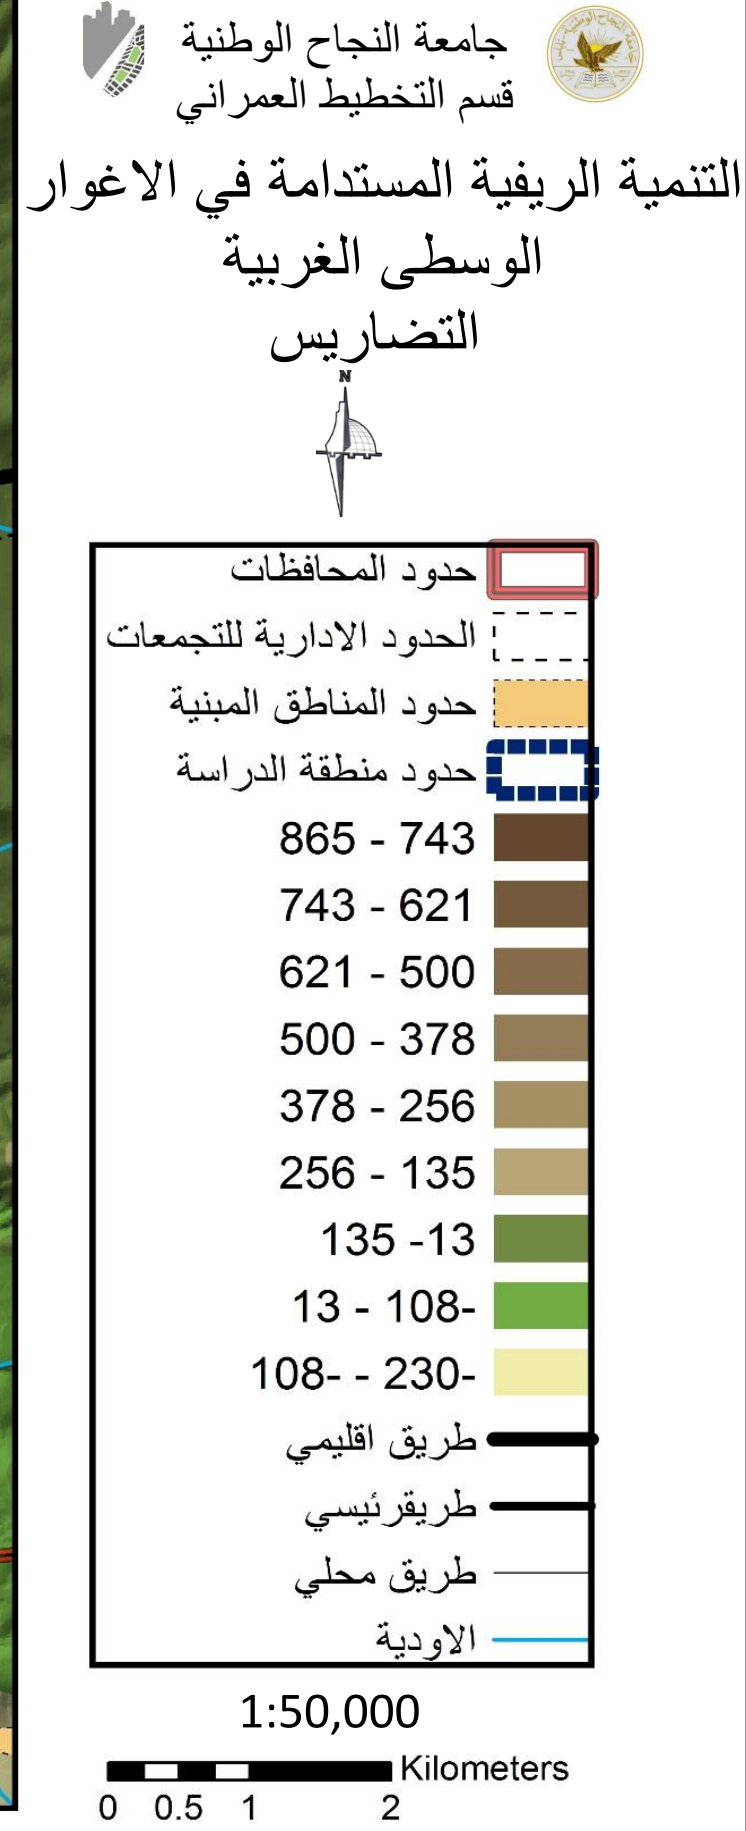 جامعة النجاح الوطنية
قسم التخطيط العمراني
التنمية الريفية المستدامة في الاغوار
الوسطى الغربية
التضاريس
N
حدود المحافظات
الحدود الادارية للتجمعات
حدود المناطق المبنية
حدود منطقة الدراسة
865 - 743
743 - 621
621 - 500
500 - 378
378 - 256
256 - 135
135 -13
13 - 108-
108- - 230-
طريق اقليمي
طريقرئيسي
طريق محلي
الاودية
1:50,000
Kilometers
0 0.5 1 2